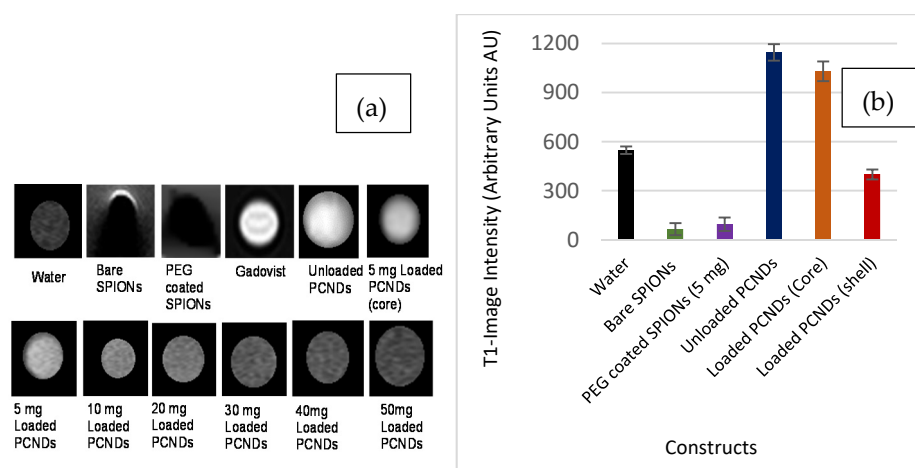 (a)
Water
Bare
SPIONs
PEG
coated
SPIONs
Gadovist
Unloaded
PCNDs
5 mg Loaded
PCNDs
(core)
5 mg
Loaded
PCNDs
10 mg
Loaded
PCNDs
20 mg
Loaded
PCNDs
30 mg
Loaded
PCNDs
40mg
Loaded
PCNDs
50mg
Loaded
PCNDs
(b)
T1-Image Intensity (Arbitrary Units AU)
1200
900
600
300
0
Water
Bare SPIONs
PEG coated SPIONs (5 mg)
Unloaded PCNDs
Loaded PCNDs (Core)
Loaded PCNDs (shell)
Constructs